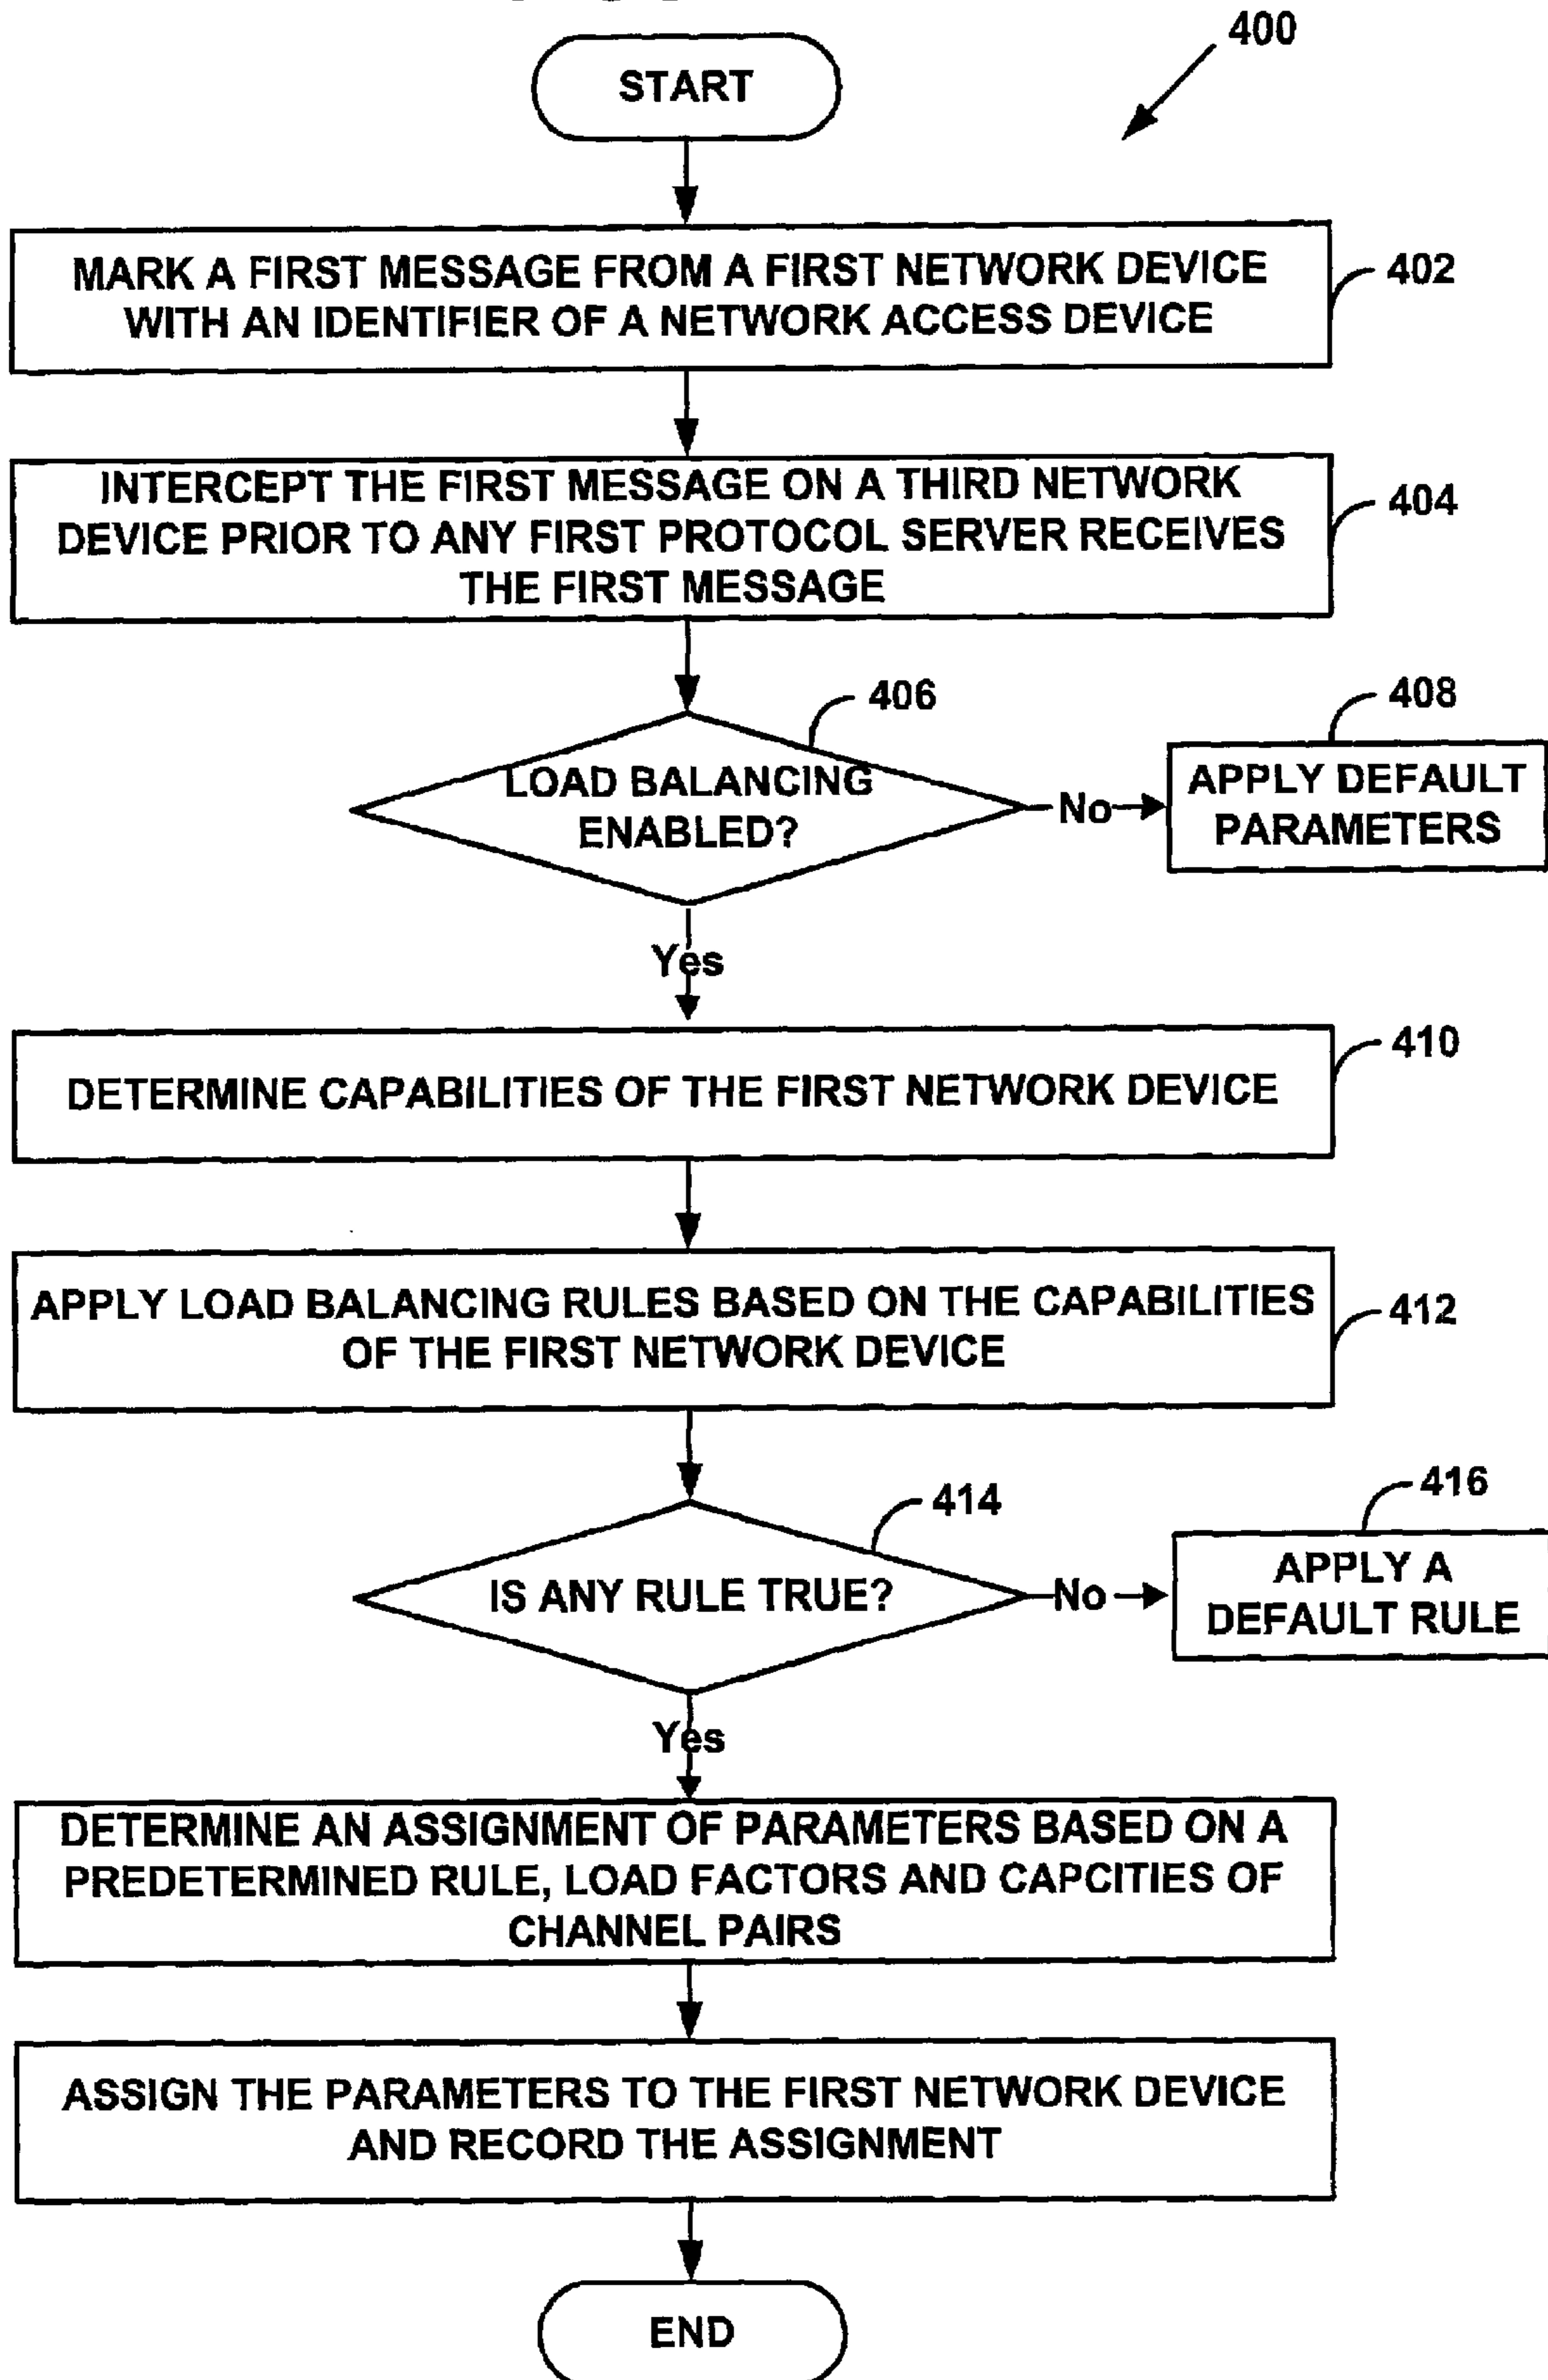 400
START
MARK A FIRST MESSAGE FROM A FIRST NETWORK DEVICE
WITH AN IDENTIFIER OF A NETWORK ACCESS DEVICE
402
INTERCEPT THE FIRST MESSAGE ON A THIRD NETWORK
DEVICE PRIOR TO ANY FIRST PROTOCOL SERVER RECEIVES
THE FIRST MESSAGE
404
406
LOAD BALANCING
ENABLED?
No
408
APPLY DEFAULT
PARAMETERS
Yes
DETERMINE CAPABILITIES OF THE FIRST NETWORK DEVICE
410
APPLY LOAD BALANCING RULES BASED ON THE CAPABILITIES
OF THE FIRST NETWORK DEVICE
412
414
IS ANY RULE TRUE?
No
416
APPLY A
DEFAULT RULE
Yes
DETERMINE AN ASSIGNMENT OF PARAMETERS BASED ON A
PREDETERMINED RULE, LOAD FACTORS AND CAPCITIES OF
CHANNEL PAIRS
ASSIGN THE PARAMETERS TO THE FIRST NETWORK DEVICE
AND RECORD THE ASSIGNMENT
END